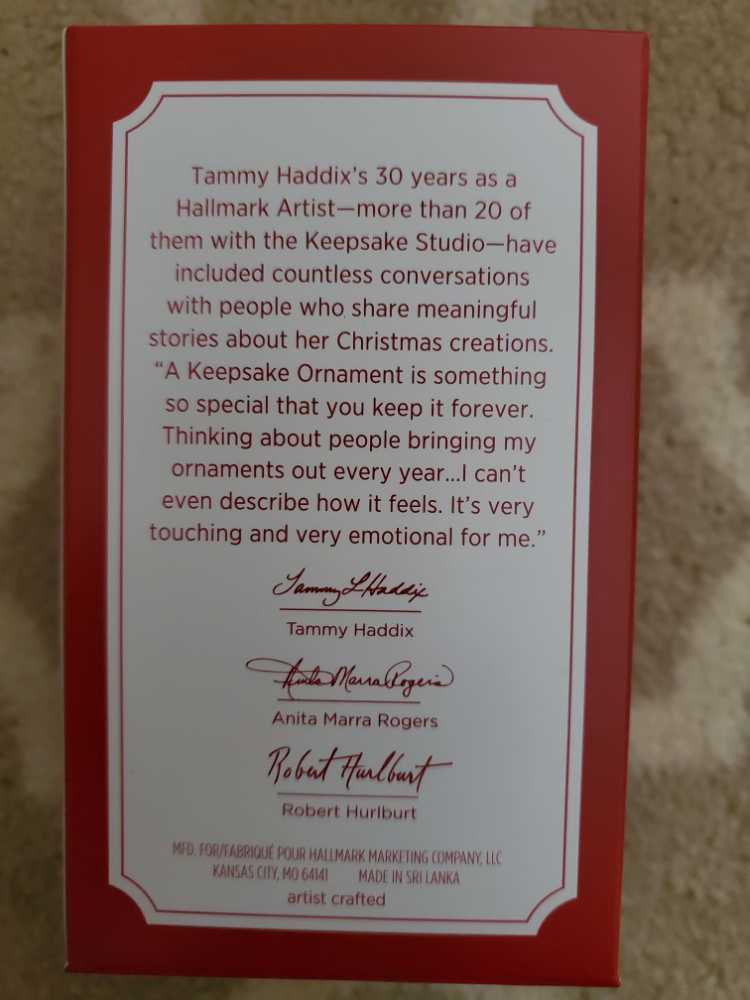 Tammy Haddix's 30 years as a
Hallmark Artist—more than 20 of
them with the Keepsake Studio—have
included countless conversations
with people who share meaningful
stories about her Christmas creations.
“A Keepsake Ornament is something
so special that you keep it forever.
Thinking about people bringing my
ornaments out every year...I can't
even describe how it feels. It's very
touching and very emotional for me.”
Tammy L Haddix
Tammy Haddix
Anita Marra Rogers
Anita Marra Rogers
Robert Hurlburt
Robert Hurlburt
MFD. FOR/FABRIQUÉ POUR HALLMARK MARKETING COMPANY, LLC
KANSAS CITY, MO 64141 MADE IN SRI LANKA
artist crafted